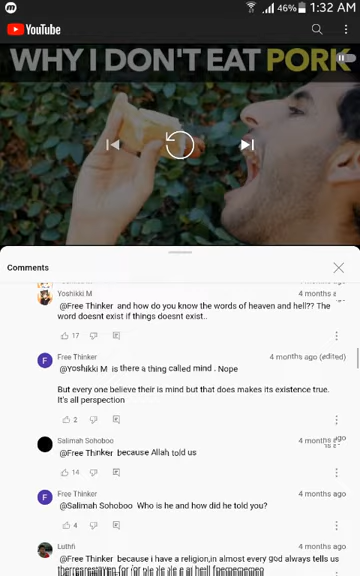 46% 1:32 AM
YouTube
WHY I DON'T EAT PORK
Comments
Yoshikki M 4 months
@Free Thinker and how do you know the words of heaven and hell?? The
word doesnt exist if things doesnt exist..
17
Free Thinker 4 months ago (edited)
@yoshikki M is there a thing called mind . Nope
But every one believe their is mind but that does makes its existence true.
It's all perspection
2
Salimah Sohoboo 4 months ago
@Free Thinker because Allah told us
14
Free Thinker 4 months ago
@Salimah Sohoboo Who is he and how did he told you?
4
Luthfi 4 months ago
@Free Thinker because i have a religion,in almost every god always tells us